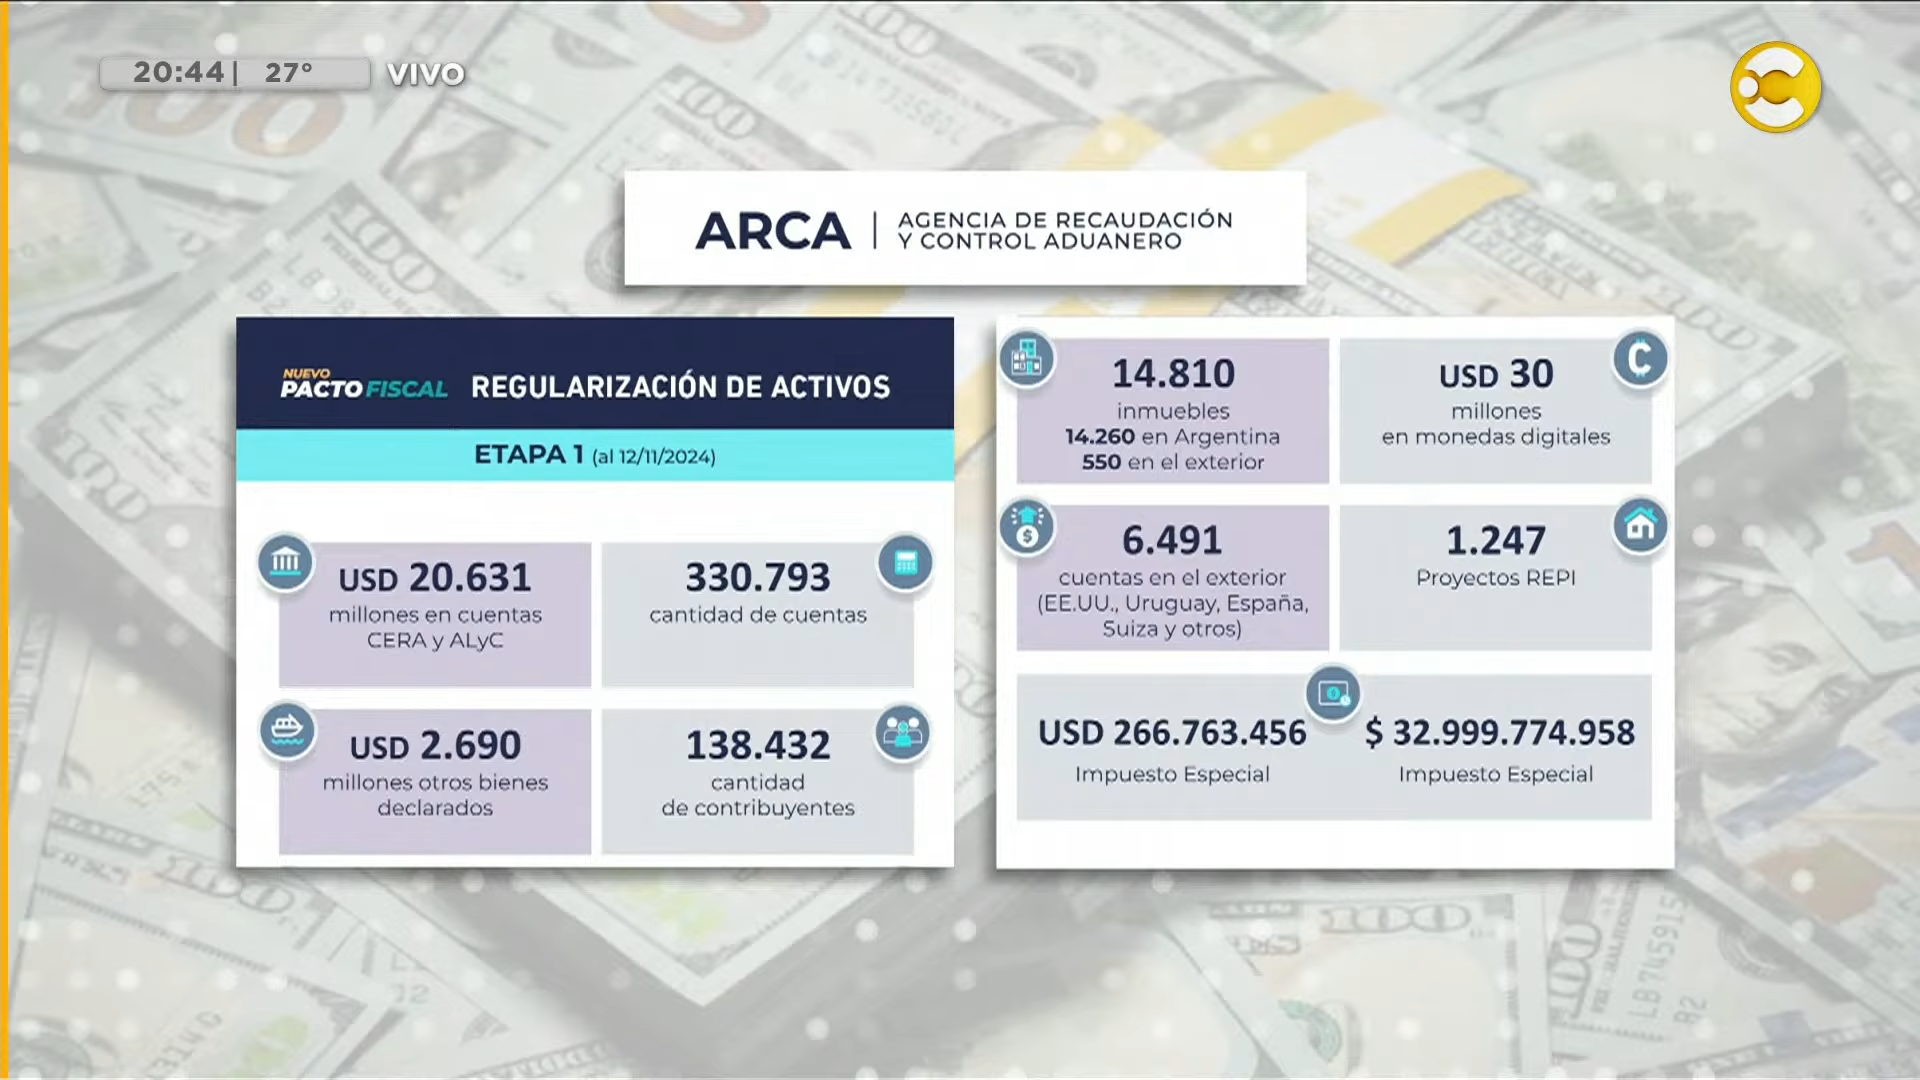 20:44| 27° VIVO
ARCA | AGENCIA DE RECAUDACIÓN
Y CONTROL ADUANERO
NUEVO
PACTO FISCAL REGULARIZACIÓN DE ACTIVOS
ETAPA 1 (al 12/11/2024)
USD 20.631
millones en cuentas
CERA y ALyC
330.793
cantidad de cuentas
USD 2.690
millones otros bienes
declarados
138.432
cantidad
de contribuyentes
14.810
inmuebles
14.260 en Argentina
550 en el exterior
USD 30
millones
en monedas digitales
6.491
cuentas en el exterior
(EE.UU., Uruguay, España,
Suiza y otros)
1.247
Proyectos REPI
USD 266.763.456
Impuesto Especial
$ 32.999.774.958
Impuesto Especial